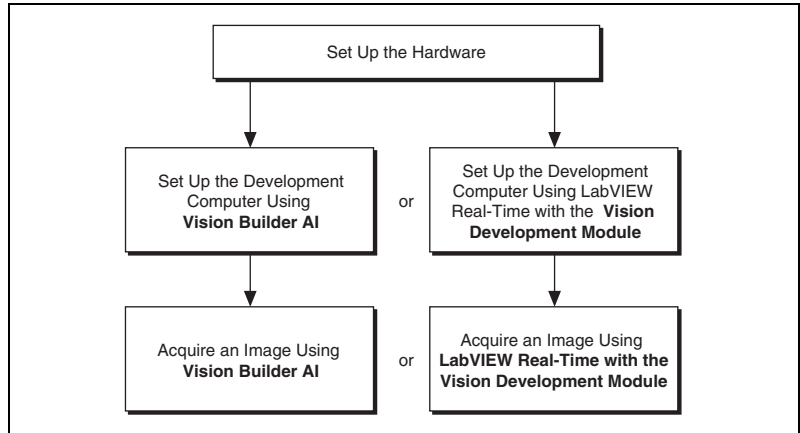 Set Up the Hardware
Set Up the Development
Computer Using
Vision Builder AI
or
Set Up the Development
Computer Using LabVIEW
Real-Time with the Vision
Development Module
Acquire an Image Using
Vision Builder AI
or
Acquire an Image Using
LabVIEW Real-Time with the
Vision Development Module